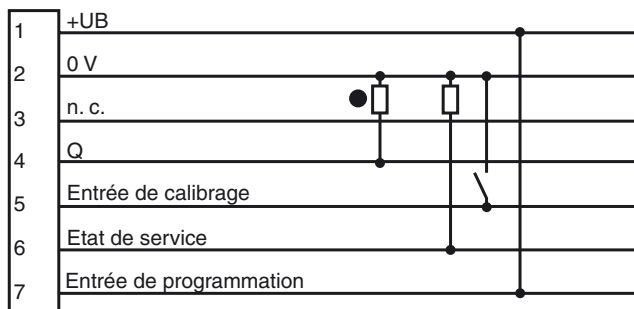 1 +UB
2 0 V
3 n. c.
4 Q
5 Entrée de calibrage
6 Etat de service
7 Entrée de programmation